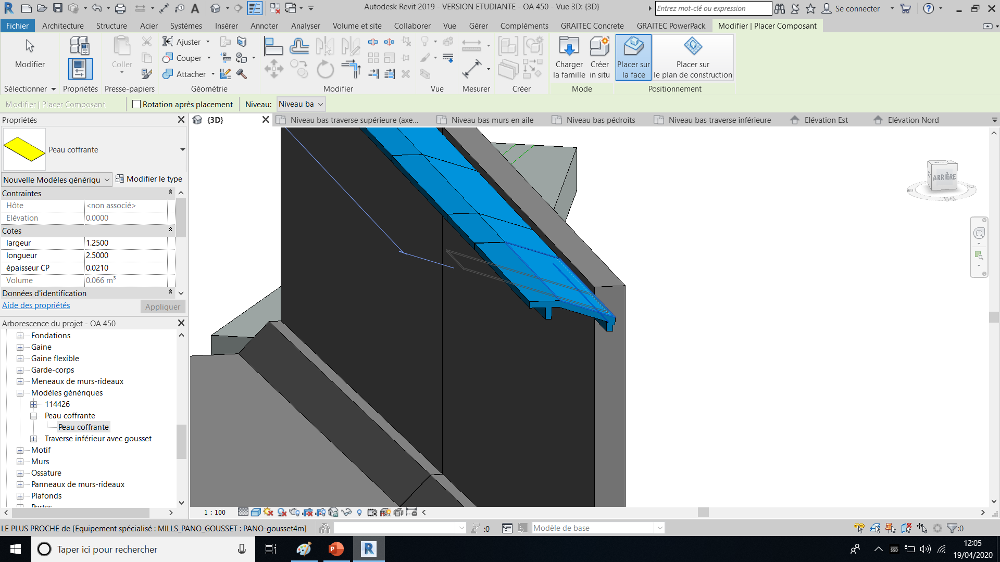 Autodesk Revit 2019 - VERSION ETUDIANTE - OA 450 - Vue 3D: {3D}
Entrez mot-clé ou expression
Se connecter
Fichier Architecture Structure Acier Systèmes Insérer Annoter Analyser Volume et site Collaborer Vue Gérer Compléments GRAITEC Concrete GRAITEC PowerPack Modifier | Placer Composant
Modifier
Coller
Ajuster
Couper
Attacher
Charger
la famille
Créer
in situ
Placer sur
la face
Placer sur
le plan de construction
Sélectionner Propriétés Presse-papiers Géométrie Modifier Vue Mesurer Créer Mode Positionnement
Modifier | Placer Composant
Rotation après placement
Niveau: Niveau ba
Propriétés
{3D}
Niveau bas traverse supérieure (axe...
Niveau bas murs en aile
Niveau bas pédroits
Niveau bas traverse inférieure
Elévation Est
Elévation Nord
Peau coffrante
Nouvelle Modèles génériqu
Modifier le type
Contraintes
Hôte <non associé>
Elévation 0.0000
Cotes
largeur 1.2500
longueur 2.5000
épaisseur CP 0.0210
Volume 0.066 m³
Données d'identification
Aide des propriétés
Appliquer
ARRIÈRE
Arborescence du projet - OA 450
Fondations
Gaine
Gaine flexible
Garde-corps
Meneaux de murs-rideaux
Modèles génériques
114426
Peau coffrante
Peau coffrante
Traverse inférieur avec gousset
Motif
Murs
Ossature
Panneaux de murs-rideaux
Plafonds
Portes
1 : 100
LE PLUS PROCHE de [Equipement spécialisé : MILLS_PANO_GOUSSET : PANO-gousset4m]
:0
Modèle de base
:0
Taper ici pour rechercher
SSD
12:05
19/04/2020